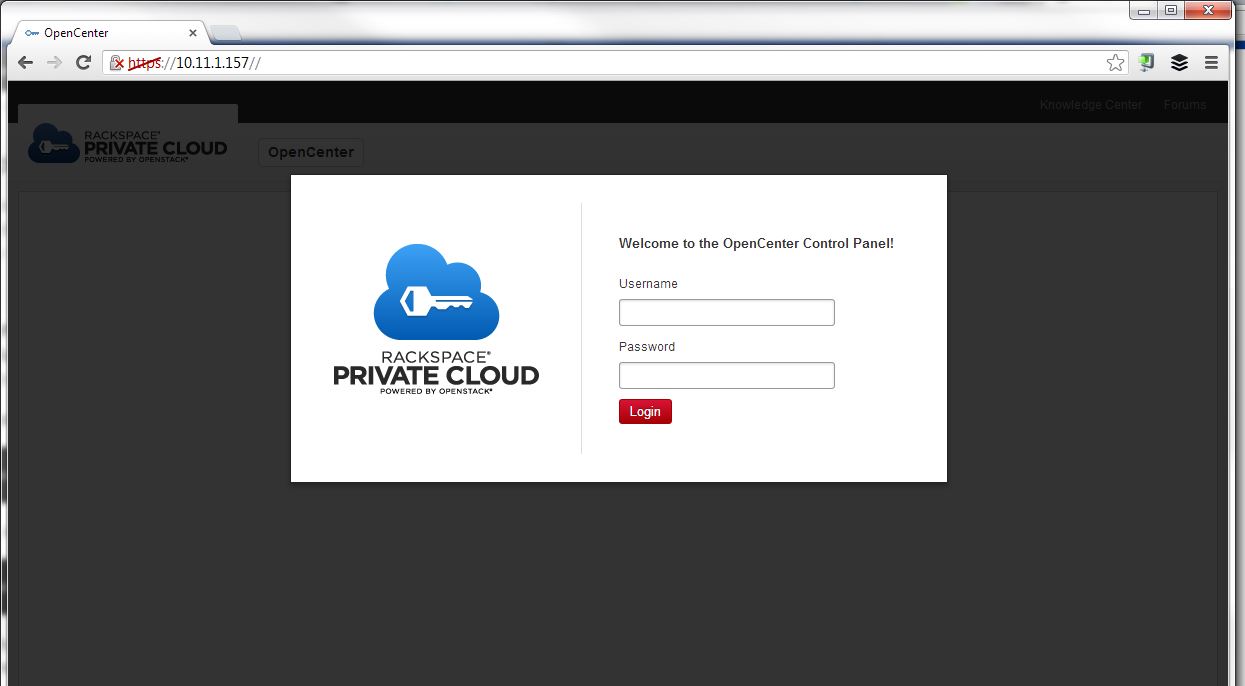 OpenCenter
https://10.11.1.157//
Knowledge Center Forums
RACKSPACE®
PRIVATE CLOUD
POWERED BY OPENSTACK®
OpenCenter
RACKSPACE®
PRIVATE CLOUD
POWERED BY OPENSTACK®
Welcome to the OpenCenter Control Panel!
Username
Password
Login